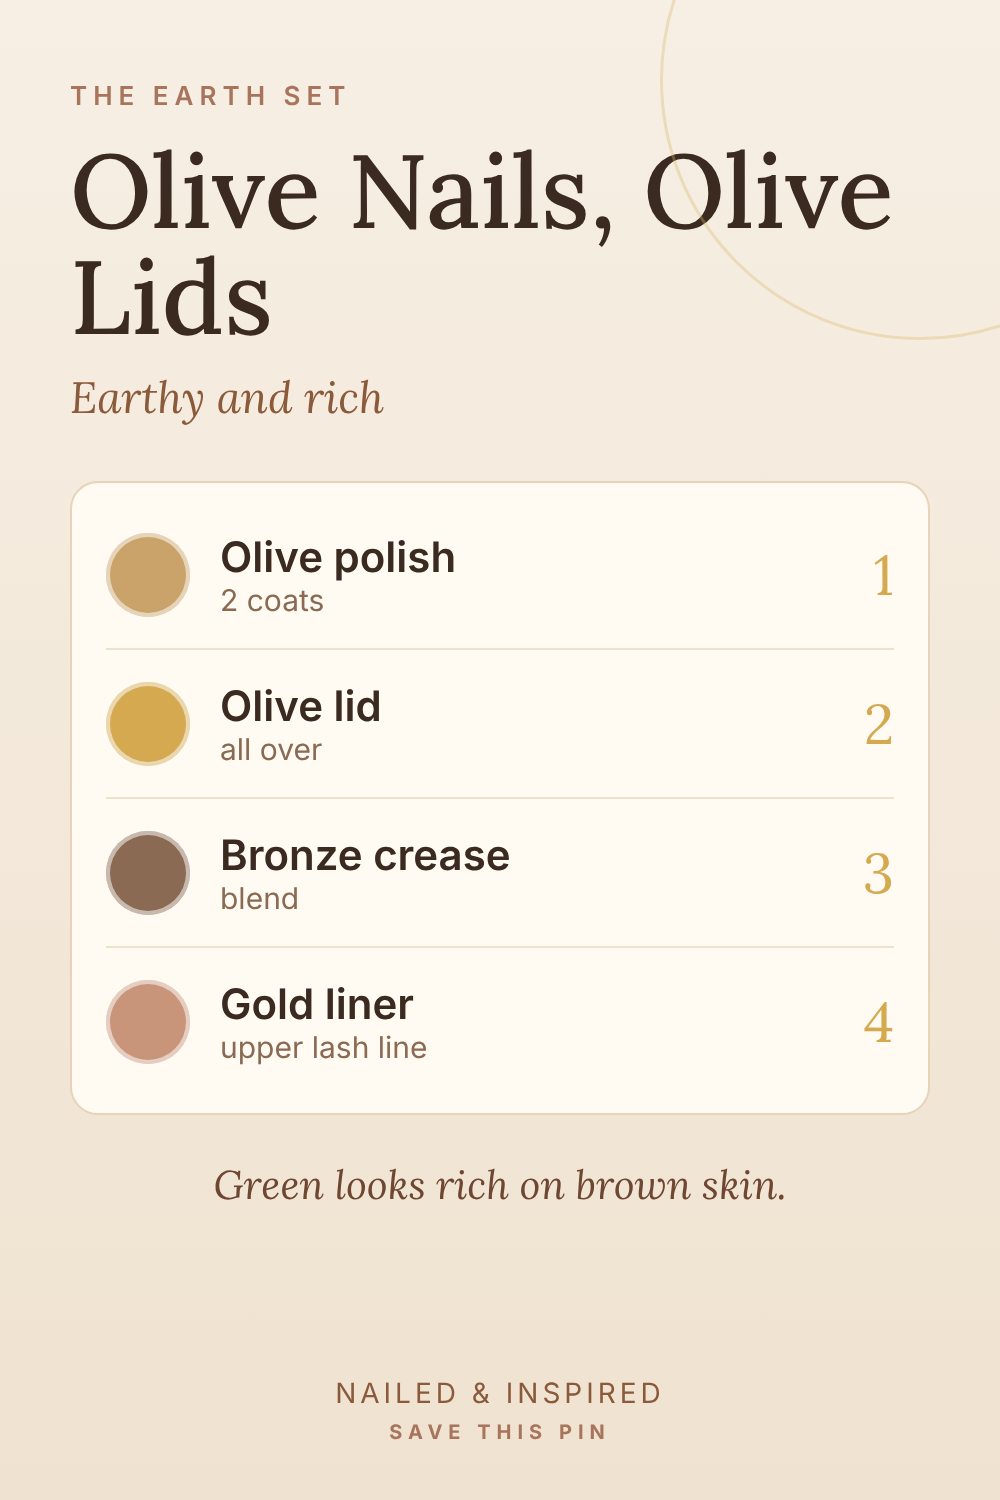 THE EARTH SET
Olive Nails, Olive
Lids
Earthy and rich
Olive polish
2 coats
1
Olive lid
all over
2
Bronze crease
blend
3
Gold liner
upper lash line
4
Green looks rich on brown skin.
NAILED & INSPIRED
SAVE THIS PIN